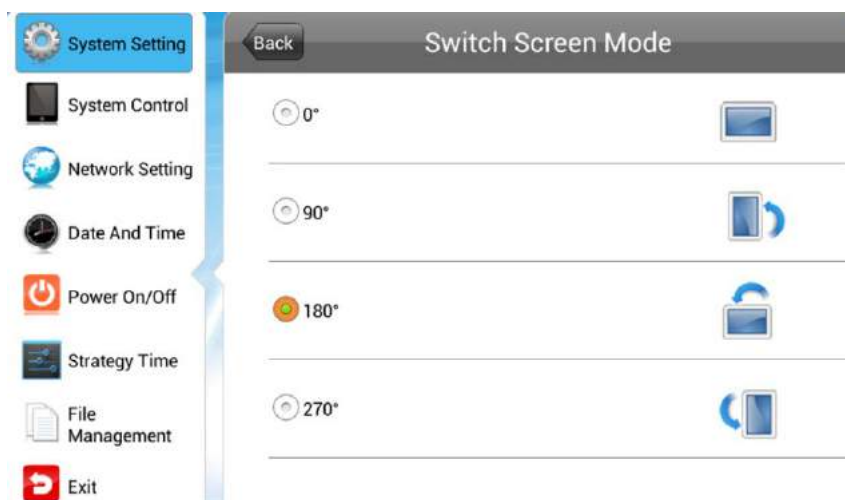 System Setting
System Control
Network Setting
Date And Time
Power On/Off
Strategy Time
File
Management
Exit
Back
Switch Screen Mode
0°
90°
180°
270°